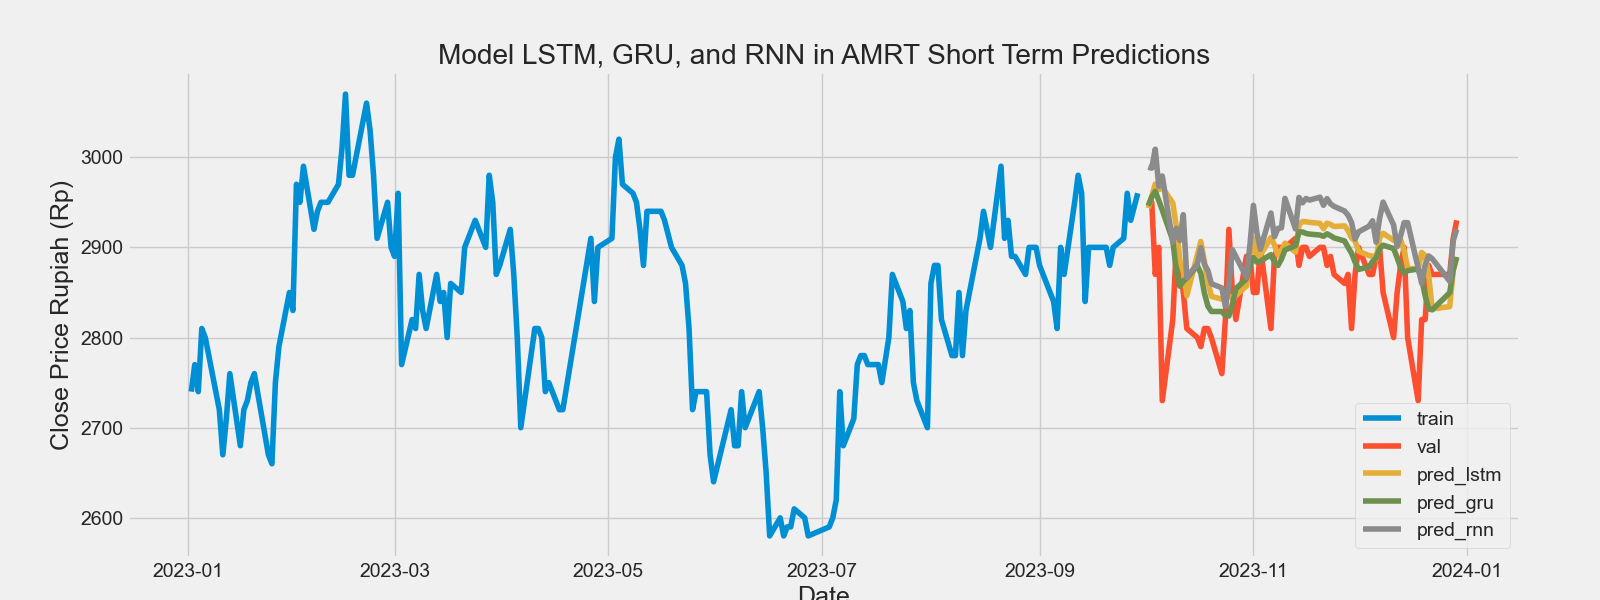 Model LSTM, GRU, and RNN in AMRT Short Term Predictions
Close Price Rupiah (Rp)
3000
2900
2800
2700
2600
train
val
pred_lstm
pred_gru
pred_rnn
2023-01 2023-03 2023-05 2023-07 2023-09 2023-11 2024-01
Date